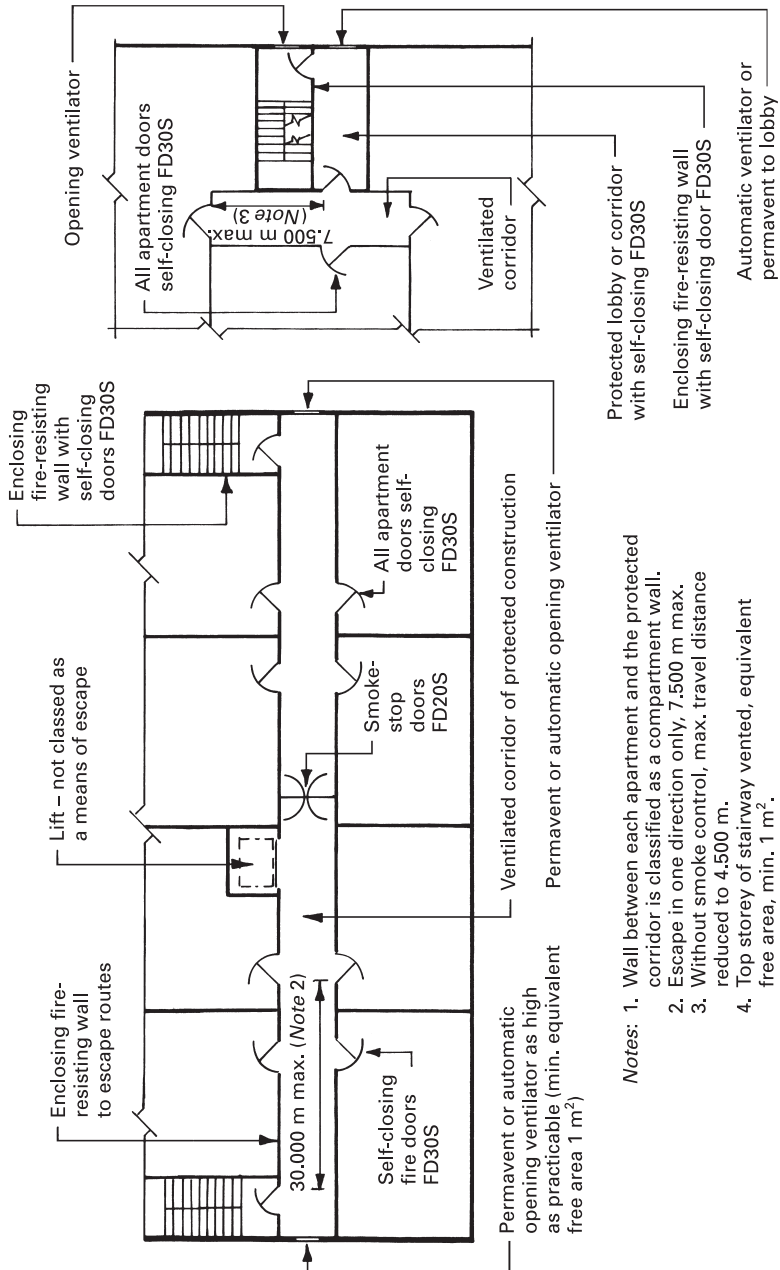 Enclosing fire-
resisting wall
to escape routes
Lift – not classed as
a means of escape
Enclosing
fire-resisting
wall with
self-closing
doors FD30S
30.000 m max. (Note 2)
Self-closing
fire doors
FD30S
Smoke-
stop
doors
FD20S
All apartment
doors self-
closing
FD30S
Permavent or automatic
opening ventilator as high
as practicable (min. equivalent
free area 1 m²)
Ventilated corridor of protected construction
Permavent or automatic opening ventilator
Notes: 1. Wall between each apartment and the protected
corridor is classified as a compartment wall.
2. Escape in one direction only, 7.500 m max.
3. Without smoke control, max. travel distance
reduced to 4.500 m.
4. Top storey of stairway vented, equivalent
free area, min. 1 m².
Opening ventilator
All apartment doors
self-closing FD30S
7.500 m max.
(Note 3)
Ventilated
corridor
Protected lobby or corridor
with self-closing FD30S
Enclosing fire-resisting wall
with self-closing door FD30S
Automatic ventilator or
permavent to lobby